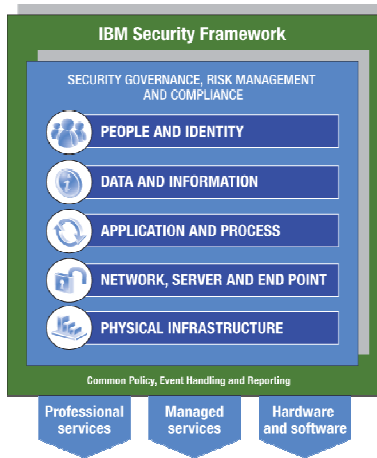 IBM Security Framework
SECURITY GOVERNANCE, RISK MANAGEMENT
AND COMPLIANCE
PEOPLE AND IDENTITY
DATA AND INFORMATION
APPLICATION AND PROCESS
NETWORK, SERVER AND END POINT
PHYSICAL INFRASTRUCTURE
Common Policy, Event Handling and Reporting
Professional
services
Managed
services
Hardware
and software